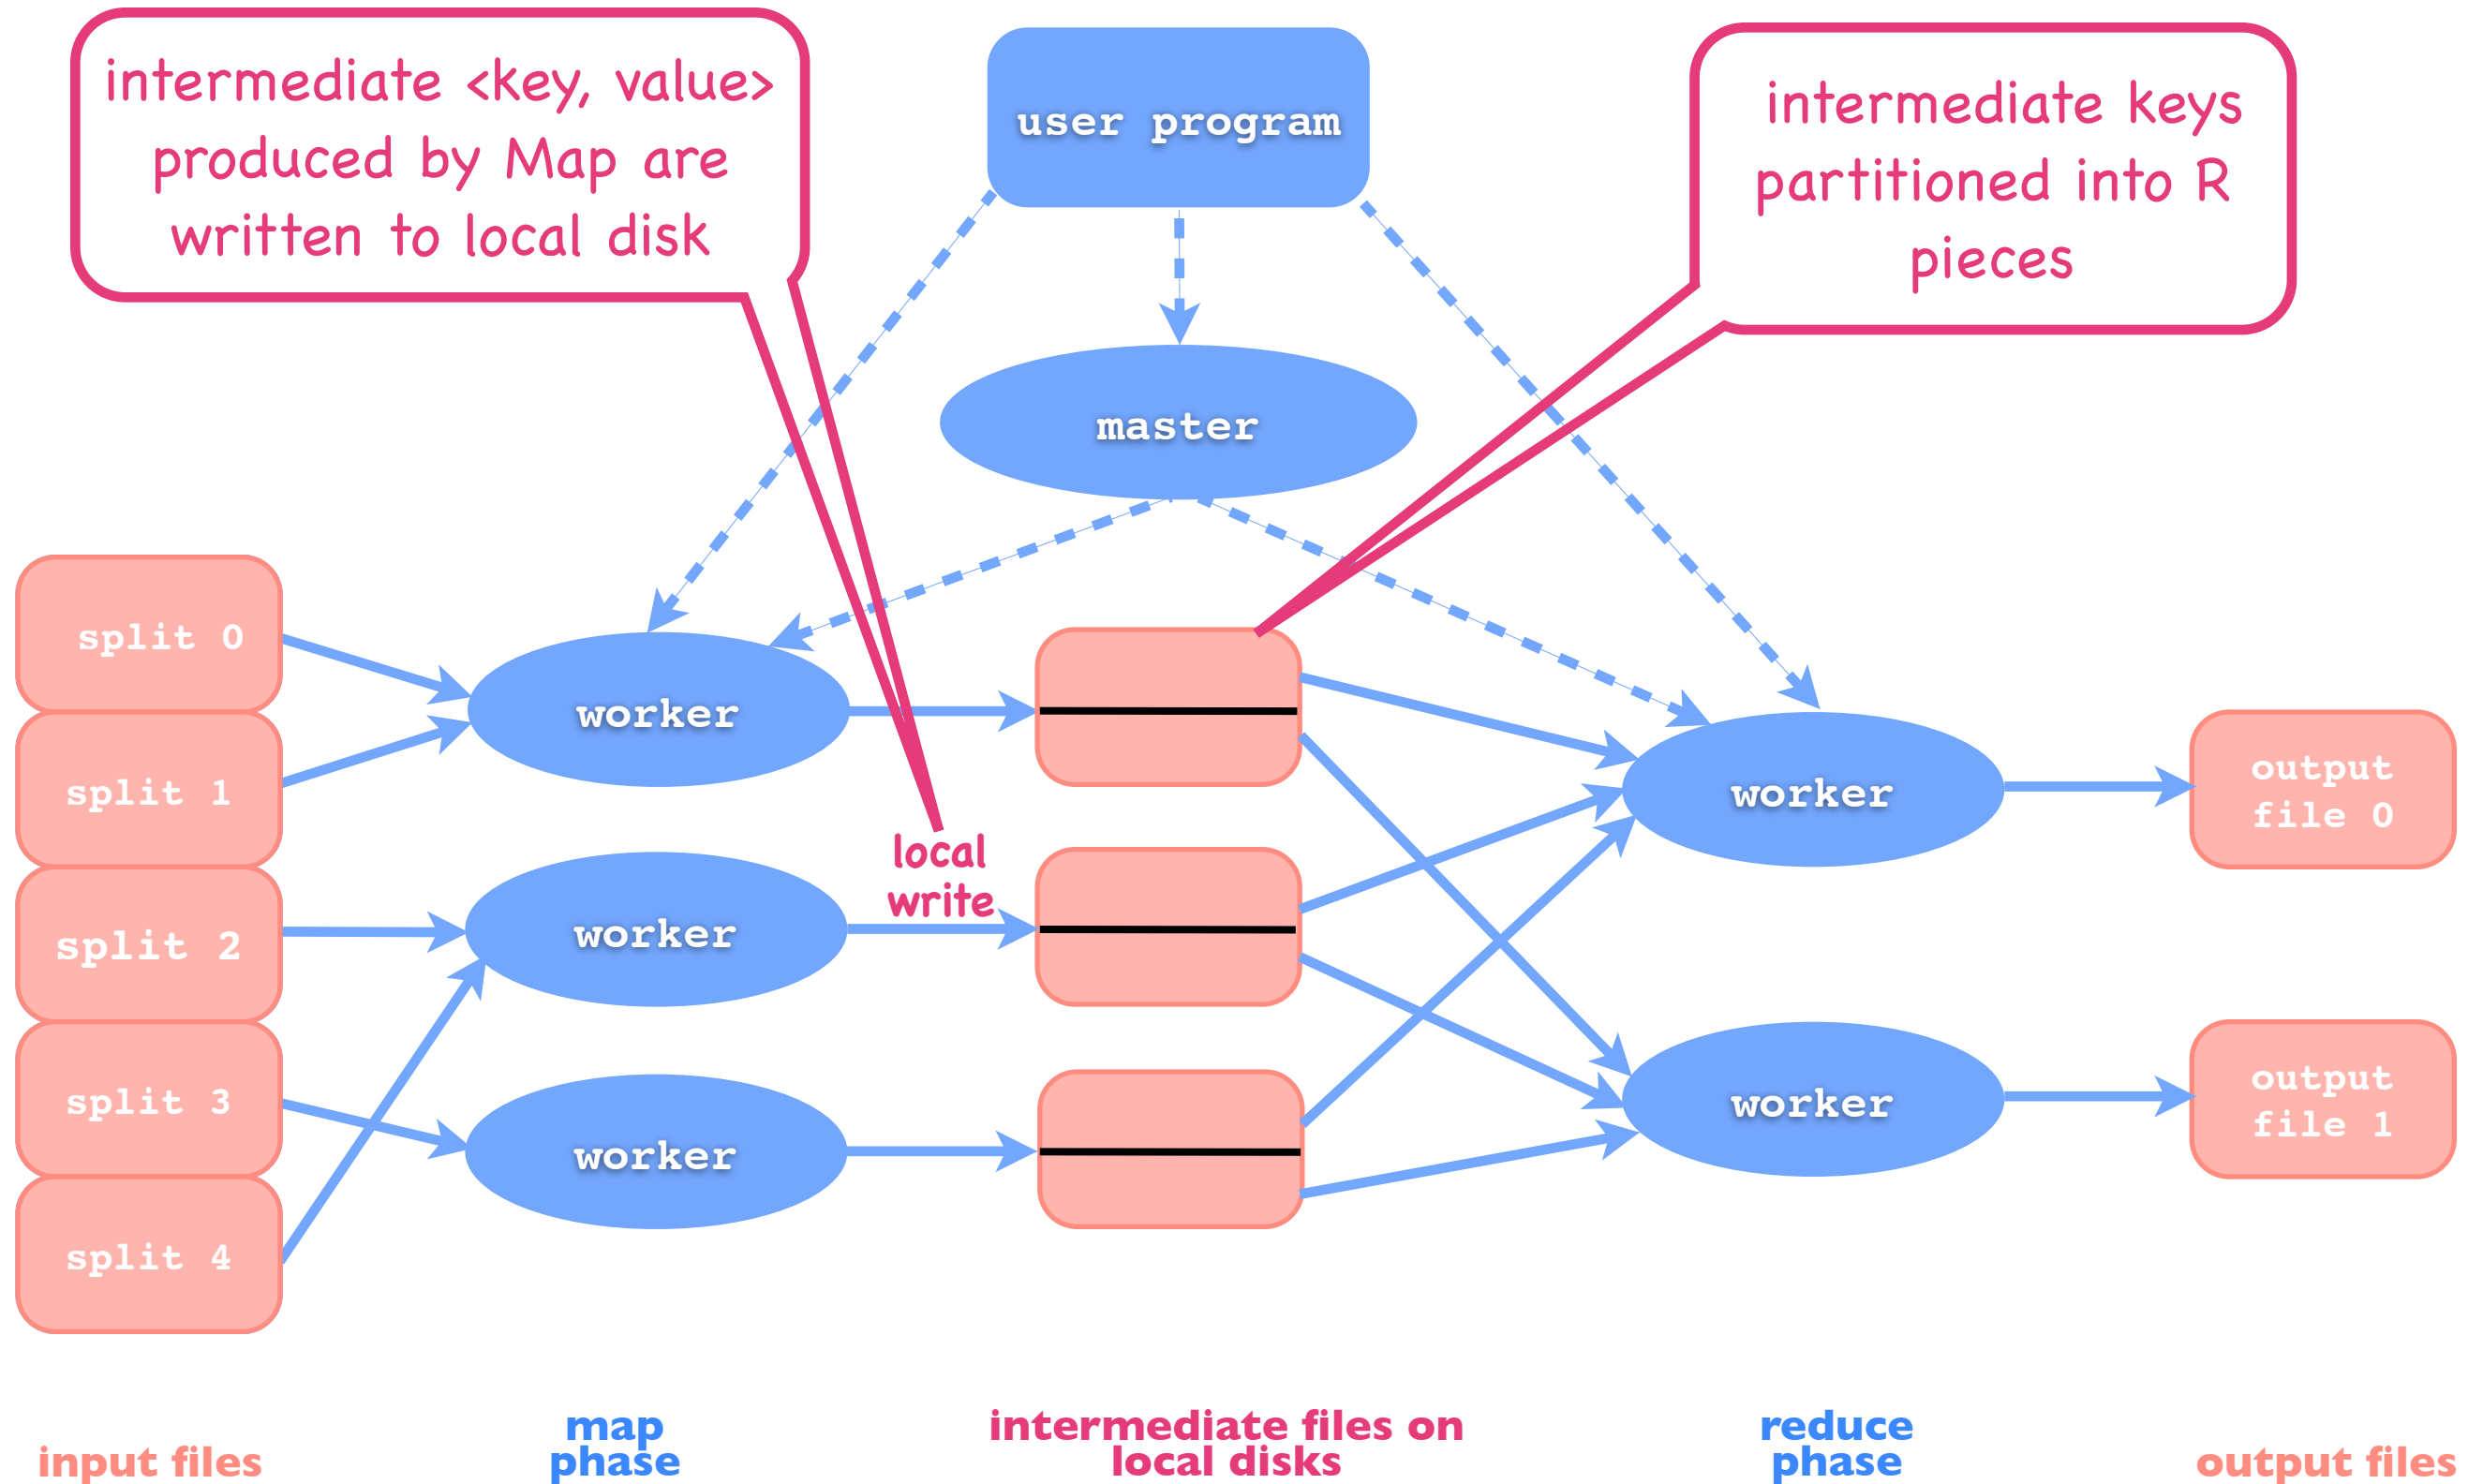 intermediate <key, value>
produced by Map are
written to local disk
user program
intermediate keys
partitioned into R
pieces
master
split 0
split 1
split 2
split 3
split 4
worker
worker
worker
local
write
worker
worker
output
file 0
output
file 1
input files
map
phase
intermediate files on
local disks
reduce
phase
output files